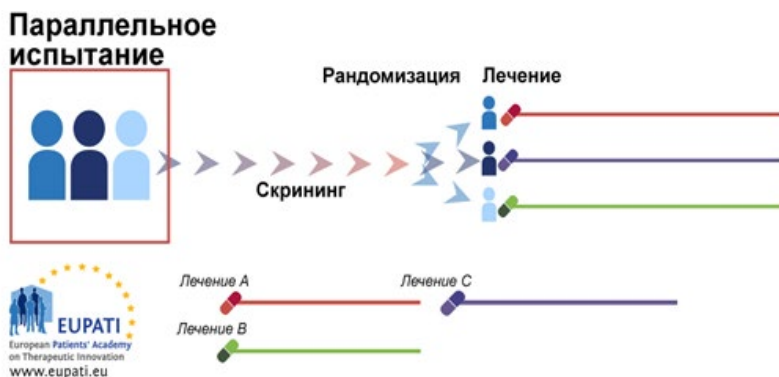 Параллельное
испытание
Рандомизация Лечение
Скрининг
Лечение A Лечение C
Лечение B
EUPATI
European Patients' Academy
on Therapeutic Innovation
www.eupati.eu